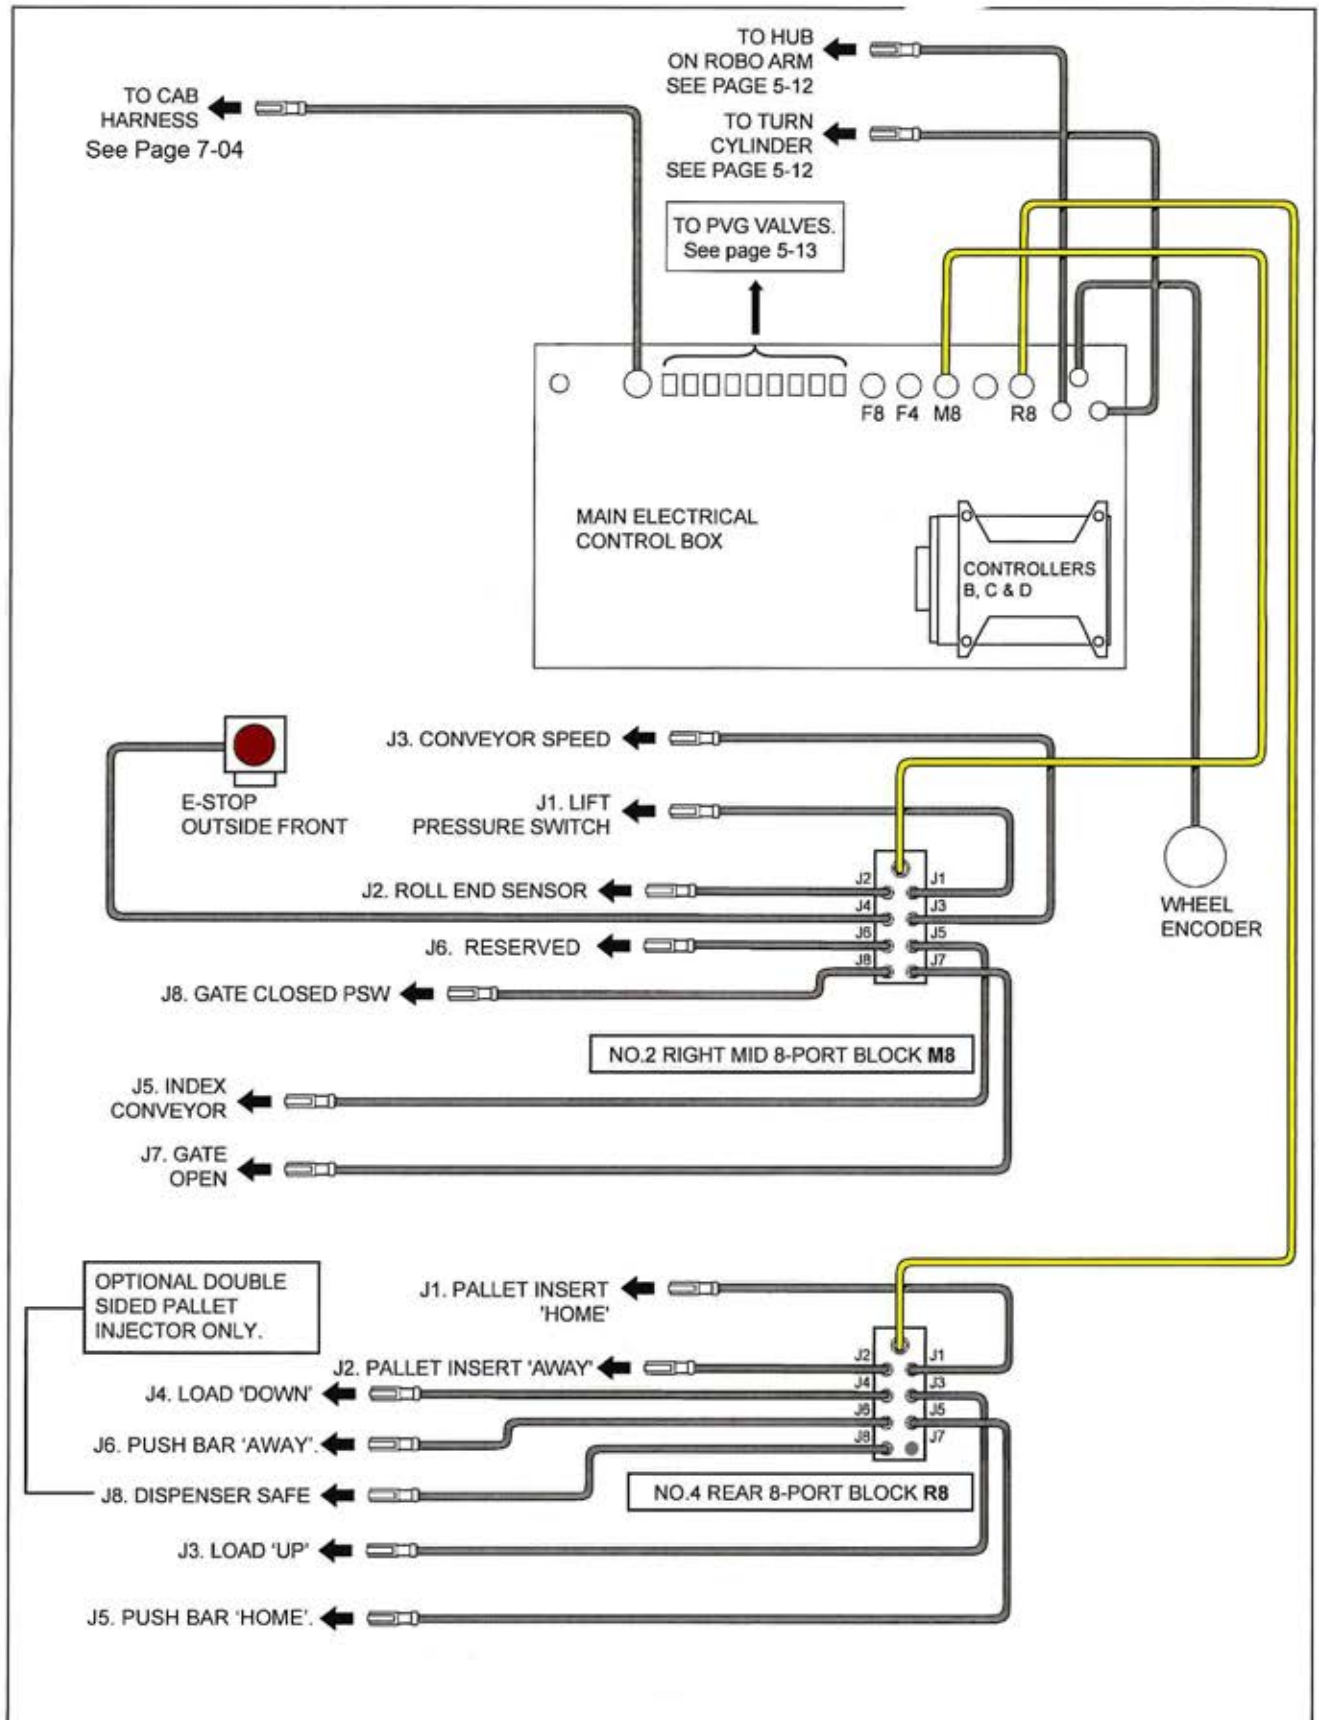 TO HUB
ON ROBO ARM
SEE PAGE 5-12
TO CAB
HARNESS
See Page 7-04
TO TURN
CYLINDER
SEE PAGE 5-12
TO PVG VALVES.
See page 5-13
F8 F4 M8 R8
MAIN ELECTRICAL
CONTROL BOX
CONTROLLERS
B, C & D
E-STOP
OUTSIDE FRONT
J3. CONVEYOR SPEED
J1. LIFT
PRESSURE SWITCH
J2. ROLL END SENSOR
J6. RESERVED
J8. GATE CLOSED PSW
J2 J1
J4 J3
J6 J5
J8 J7
WHEEL
ENCODER
NO.2 RIGHT MID 8-PORT BLOCK M8
J5. INDEX
CONVEYOR
J7. GATE
OPEN
OPTIONAL DOUBLE
SIDED PALLET
INJECTOR ONLY.
J1. PALLET INSERT
'HOME'
J2. PALLET INSERT 'AWAY'
J4. LOAD 'DOWN'
J6. PUSH BAR 'AWAY'.
J8. DISPENSER SAFE
J3. LOAD 'UP'
J5. PUSH BAR 'HOME'.
J2 J1
J4 J3
J6 J5
J8 J7
NO.4 REAR 8-PORT BLOCK R8